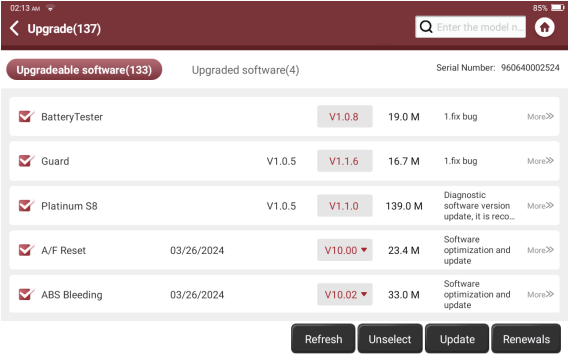 02:13 AM 85%
Upgrade(137) Enter the model n...
Upgradeable software(133) Upgraded software(4) Serial Number: 960640002524
BatteryTester V1.0.8 19.0 M 1.fix bug More
Guard V1.0.5 V1.1.6 16.7 M 1.fix bug More
Platinum S8 V1.0.5 V1.1.0 139.0 M Diagnostic
software version
update, it is reco... More
A/F Reset 03/26/2024 V10.00 23.4 M Software
optimization and
update More
ABS Bleeding 03/26/2024 V10.02 33.0 M Software
optimization and
update More
Refresh Unselect Update Renewals